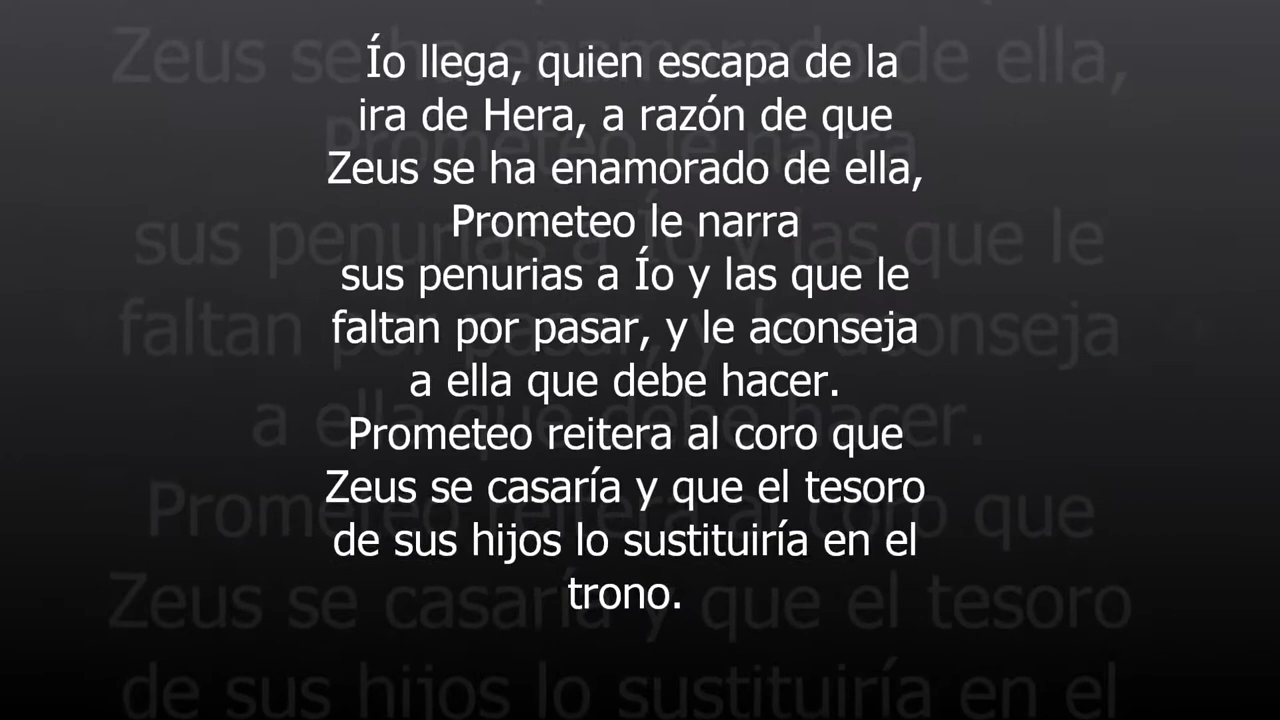 Ío llega, quien escapa de la
ira de Hera, a razón de que
Zeus se ha enamorado de ella,
Prometeo le narra
sus penurias a Ío y las que le
faltan por pasar, y le aconseja
a ella que debe hacer.
Prometeo reitera al coro que
Zeus se casaría y que el tesoro
de sus hijos lo sustituiría en el
trono.